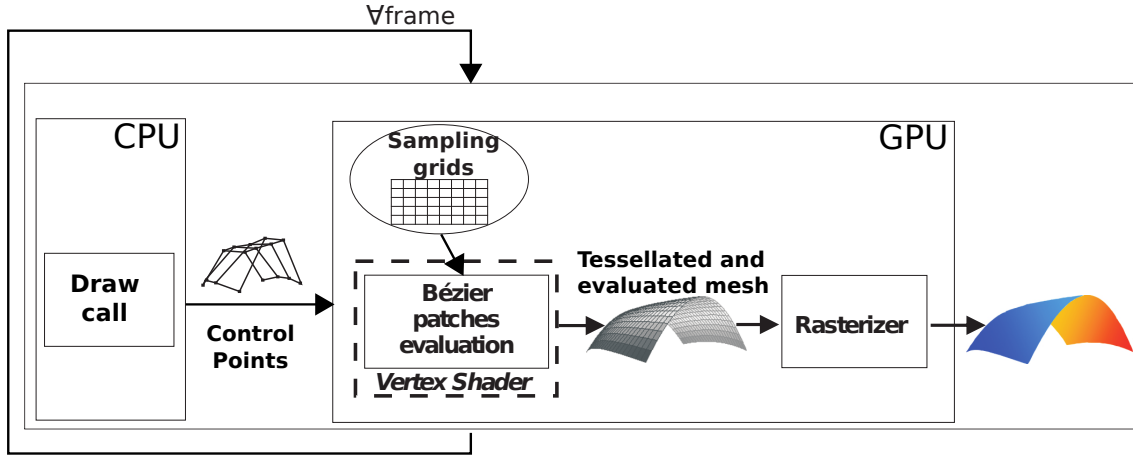 ∀frame
CPU
GPU
Sampling
grids
Draw
call
Control
Points
Bézier
patches
evaluation
Vertex Shader
Tessellated and
evaluated mesh
Rasterizer